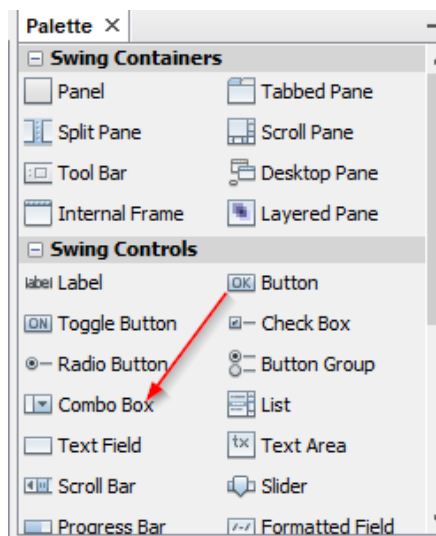 Palette ×
Swing Containers
Panel Tabbed Pane
Split Pane Scroll Pane
Tool Bar Desktop Pane
Internal Frame Layered Pane
Swing Controls
label Label OK Button
ON Toggle Button Check Box
Radio Button Button Group
Combo Box List
Text Field tx Text Area
Scroll Bar Slider
Progress Bar Formatted Field